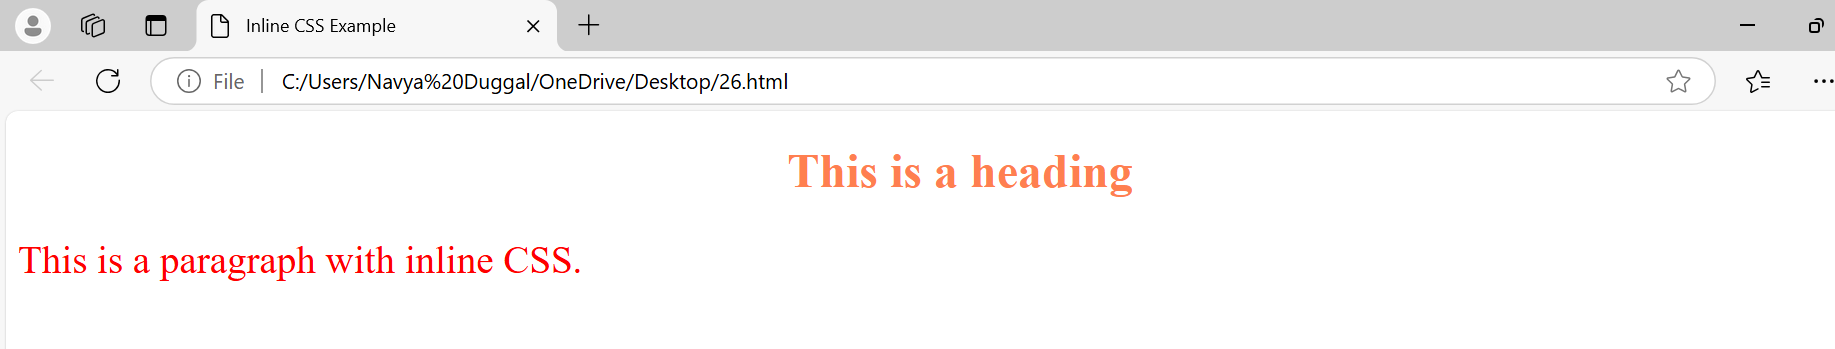 Inline CSS Example
File
C:/Users/Navya%20Duggal/OneDrive/Desktop/26.html
This is a heading
This is a paragraph with inline CSS.